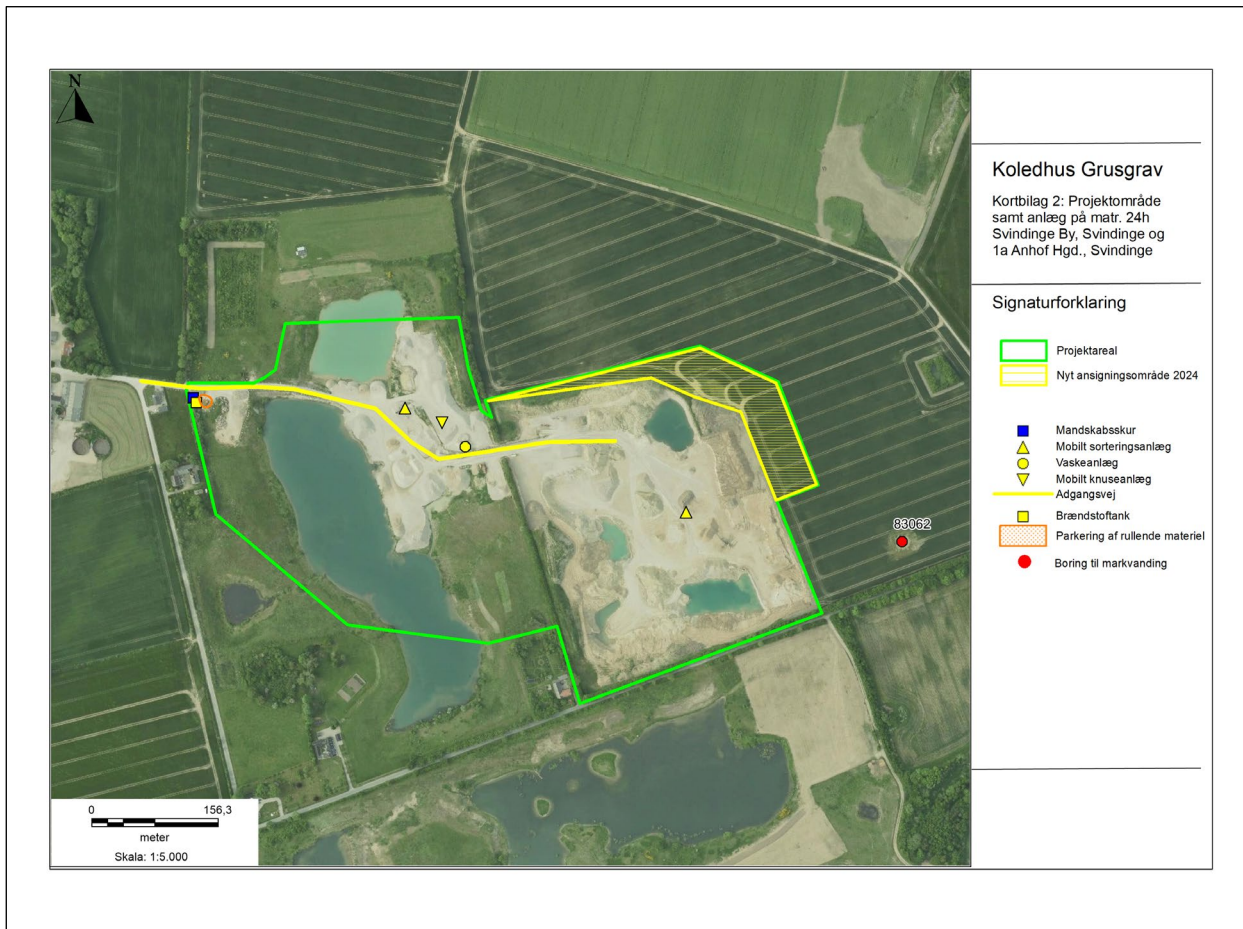 N
83062
0 156,3
meter
Skala: 1:5.000
Koledhus Grusgrav
Kortbilag 2: Projektområde
samt anlæg på matr. 24h
Svindinge By, Svindinge og
1a Anhof Hgd., Svindinge
Signaturforklaring
Projektareal
Nyt ansigningsområde 2024
Mandskabsskur
Mobilt sorteringsanlæg
Vaskeanlæg
Mobilt knuseanlæg
Adgangsvej
Brændstoftank
Parkering af rullende materiel
Boring til markvanding